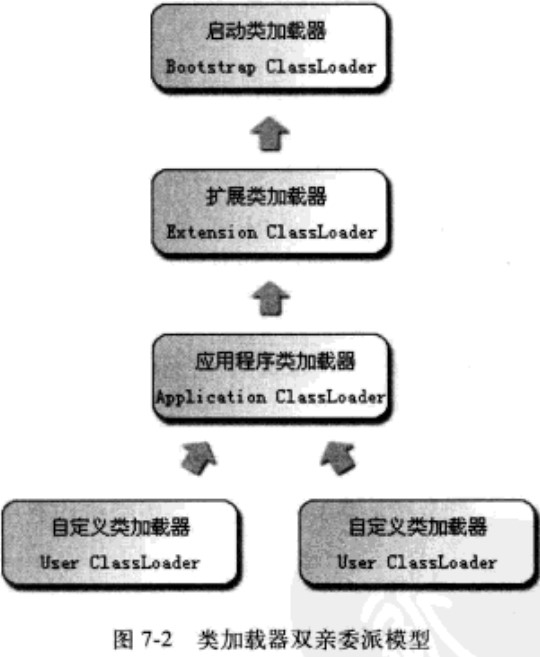 启动类加载器
Bootstrap ClassLoader
扩展类加载器
Extension ClassLoader
应用程序类加载器
Application ClassLoader
自定义类加载器
User ClassLoader
自定义类加载器
User ClassLoader
图 7-2 类加载器双亲委派模型